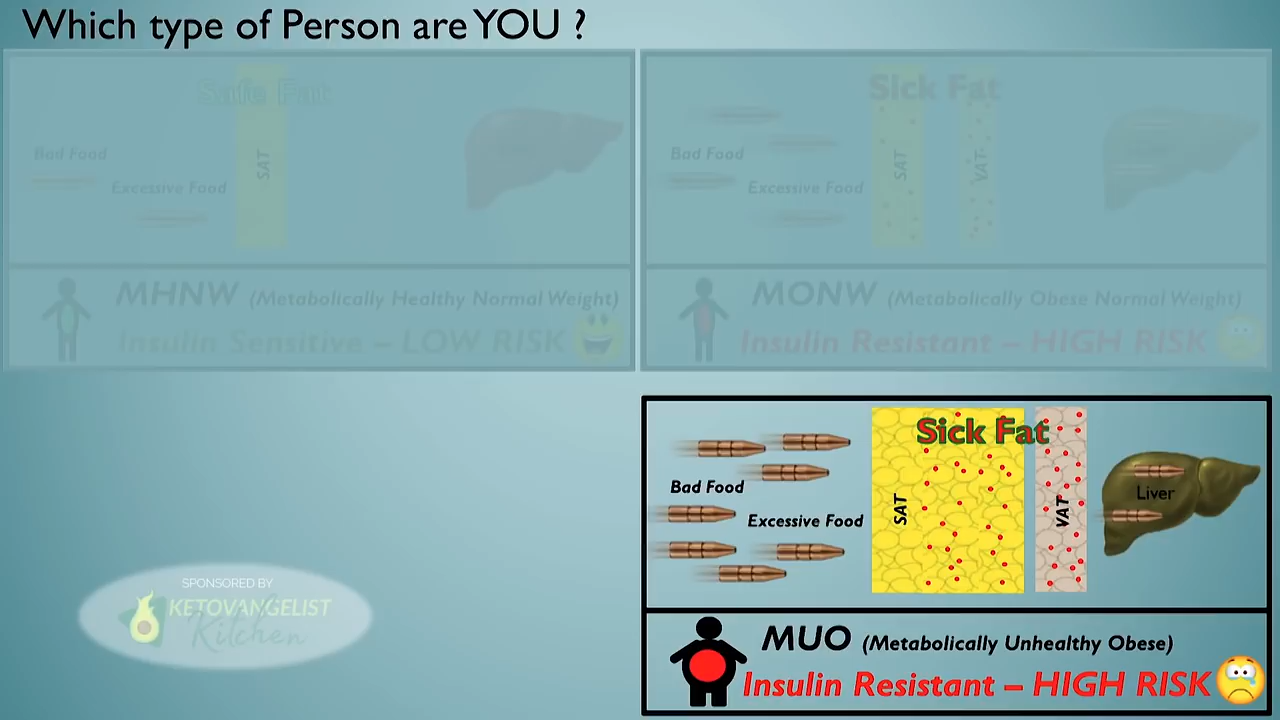 Which type of Person are YOU ?
Safe Fat
Bad Food
Excessive Food
SAT
MHNW (Metabolically Healthy Normal Weight)
Insulin Sensitive – LOW RISK
Sick Fat
Bad Food
Excessive Food
SAT
VAT
MONW (Metabolically Obese Normal Weight)
Insulin Resistant – HIGH RISK
Sick Fat
Bad Food
Excessive Food
SAT
VAT
Liver
MUO (Metabolically Unhealthy Obese)
Insulin Resistant – HIGH RISK
SPONSORED BY
KETOVANGELIST
Kitchen